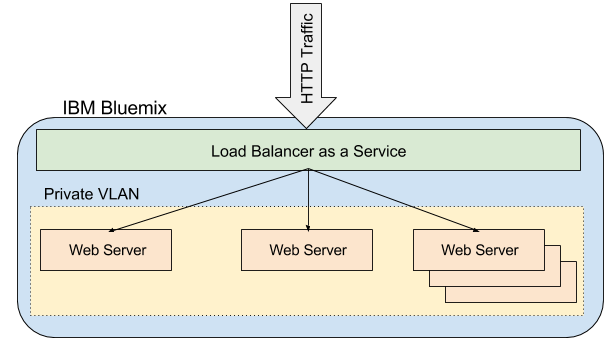 HTTP Traffic
IBM Bluemix
Load Balancer as a Service
Private VLAN
Web Server
Web Server
Web Server